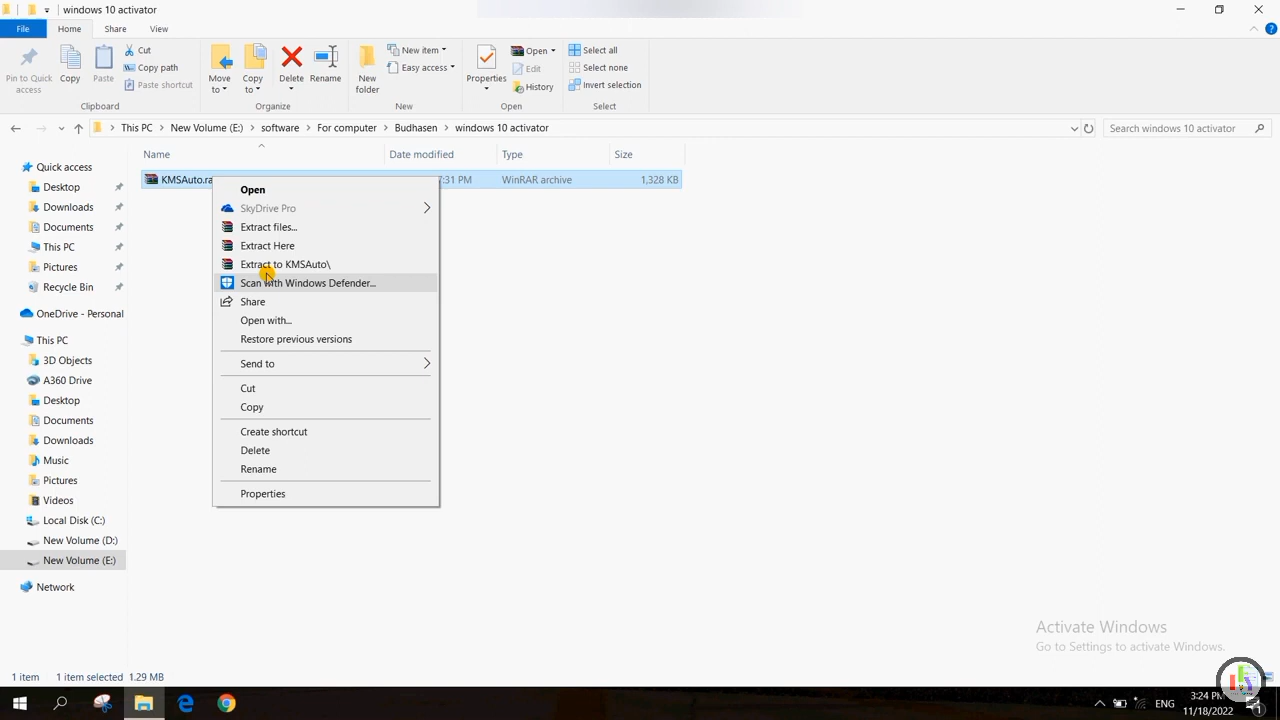 windows 10 activator
File Home Share View
Pin to Quick access
Copy
Paste
Cut
Copy path
Paste shortcut
Clipboard
Move to
Copy to
Delete
Rename
Organize
New folder
New item
Easy access
New
Properties
Open
Edit
History
Open
Select all
Select none
Invert selection
Select
This PC > New Volume (E:) > software > For computer > Budhasen > windows 10 activator
Search windows 10 activator
Name Date modified Type Size
KMSAuto.ra 7:31 PM WinRAR archive 1,328 KB
Open
SkyDrive Pro
Extract files...
Extract Here
Extract to KMSAuto\
Scan with Windows Defender...
Share
Open with...
Restore previous versions
Send to
Cut
Copy
Create shortcut
Delete
Rename
Properties
Quick access
Desktop
Downloads
Documents
This PC
Pictures
Recycle Bin
OneDrive - Personal
This PC
3D Objects
A360 Drive
Desktop
Documents
Downloads
Music
Pictures
Videos
Local Disk (C:)
New Volume (D:)
New Volume (E:)
Network
Activate Windows
Go to Settings to activate Windows.
1 item 1 item selected 1.29 MB
ENG
3:24 PM
11/18/2022
1